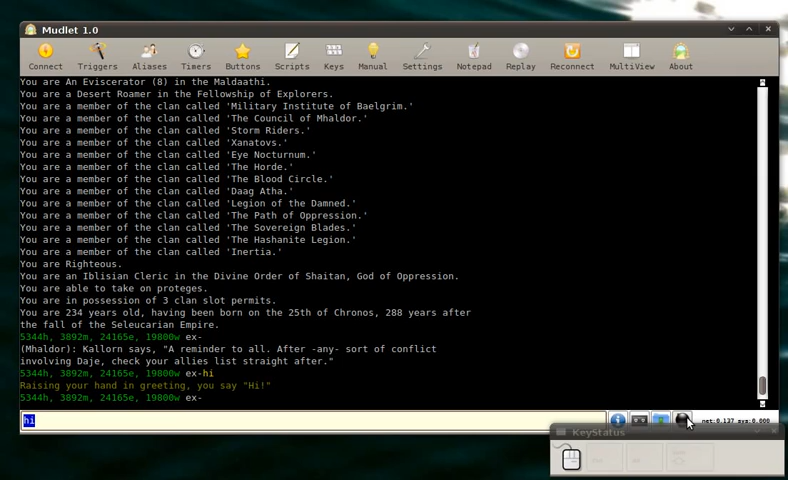 Mudlet 1.0
Connect Triggers Aliases Timers Buttons Scripts Keys Manual Settings Notepad Replay Reconnect MultiView About
You are An Eviscerator (8) in the Maldaathi.
You are a Desert Roamer in the Fellowship of Explorers.
You are a member of the clan called 'Military Institute of Baelgrim.'
You are a member of the clan called 'The Council of Mhaldor.'
You are a member of the clan called 'Storm Riders.'
You are a member of the clan called 'Xanatovs.'
You are a member of the clan called 'Eye Nocturnum.'
You are a member of the clan called 'The Horde.'
You are a member of the clan called 'The Blood Circle.'
You are a member of the clan called 'Daag Atha.'
You are a member of the clan called 'Legion of the Damned.'
You are a member of the clan called 'The Path of Oppression.'
You are a member of the clan called 'The Sovereign Blades.'
You are a member of the clan called 'The Hashanite Legion.'
You are a member of the clan called 'Inertia.'
You are Righteous.
You are an Iblisian Cleric in the Divine Order of Shaitan, God of Oppression.
You are able to take on proteges.
You are in possession of 3 clan slot permits.
You are 234 years old, having been born on the 25th of Chronos, 288 years after
the fall of the Seleucarian Empire.
5344h, 3892m, 24165e, 19800w ex-
(Mhaldor): Kallorn says, "A reminder to all. After -any- sort of conflict
involving Daje, check your allies list straight after."
5344h, 3892m, 24165e, 19800w ex-hi
Raising your hand in greeting, you say "Hi!"
5344h, 3892m, 24165e, 19800w ex-
hi
net:0.137 sys:0.000
KeyStatus